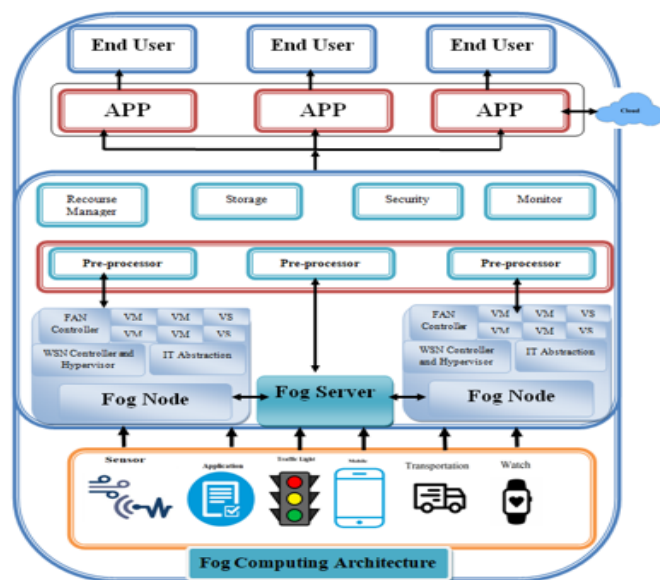 End User
End User
End User
APP
APP
APP
Cloud
Recourse
Manager
Storage
Security
Monitor
Pre-processor
Pre-processor
Pre-processor
FAN
Controller
VM
VM
VS
VM
VM
VS
WSN Controller and
Hypervisor
IT Abstraction
Fog Node
Fog Server
FAN
Controller
VM
VM
VS
VM
VM
VS
WSN Controller
and Hypervisor
IT Abstraction
Fog Node
Sensor
Application
Traffic Light
Mobile
Transportation
Watch
Fog Computing Architecture